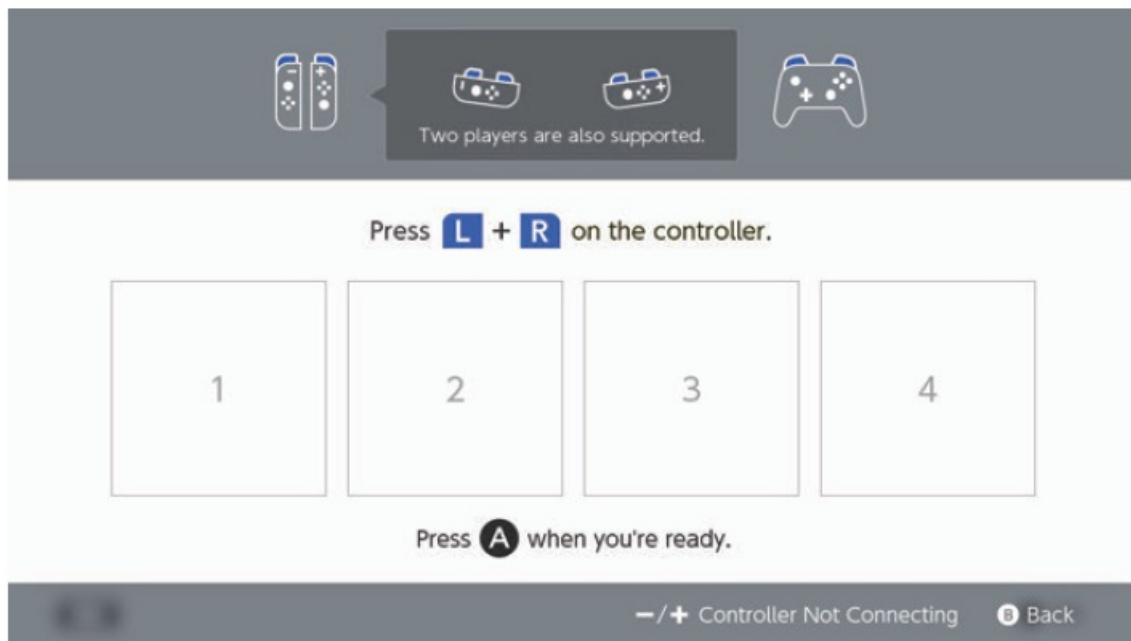 Two players are also supported.
Press L + R on the controller.
1 2 3 4
Press A when you're ready.
−/+ Controller Not Connecting B Back